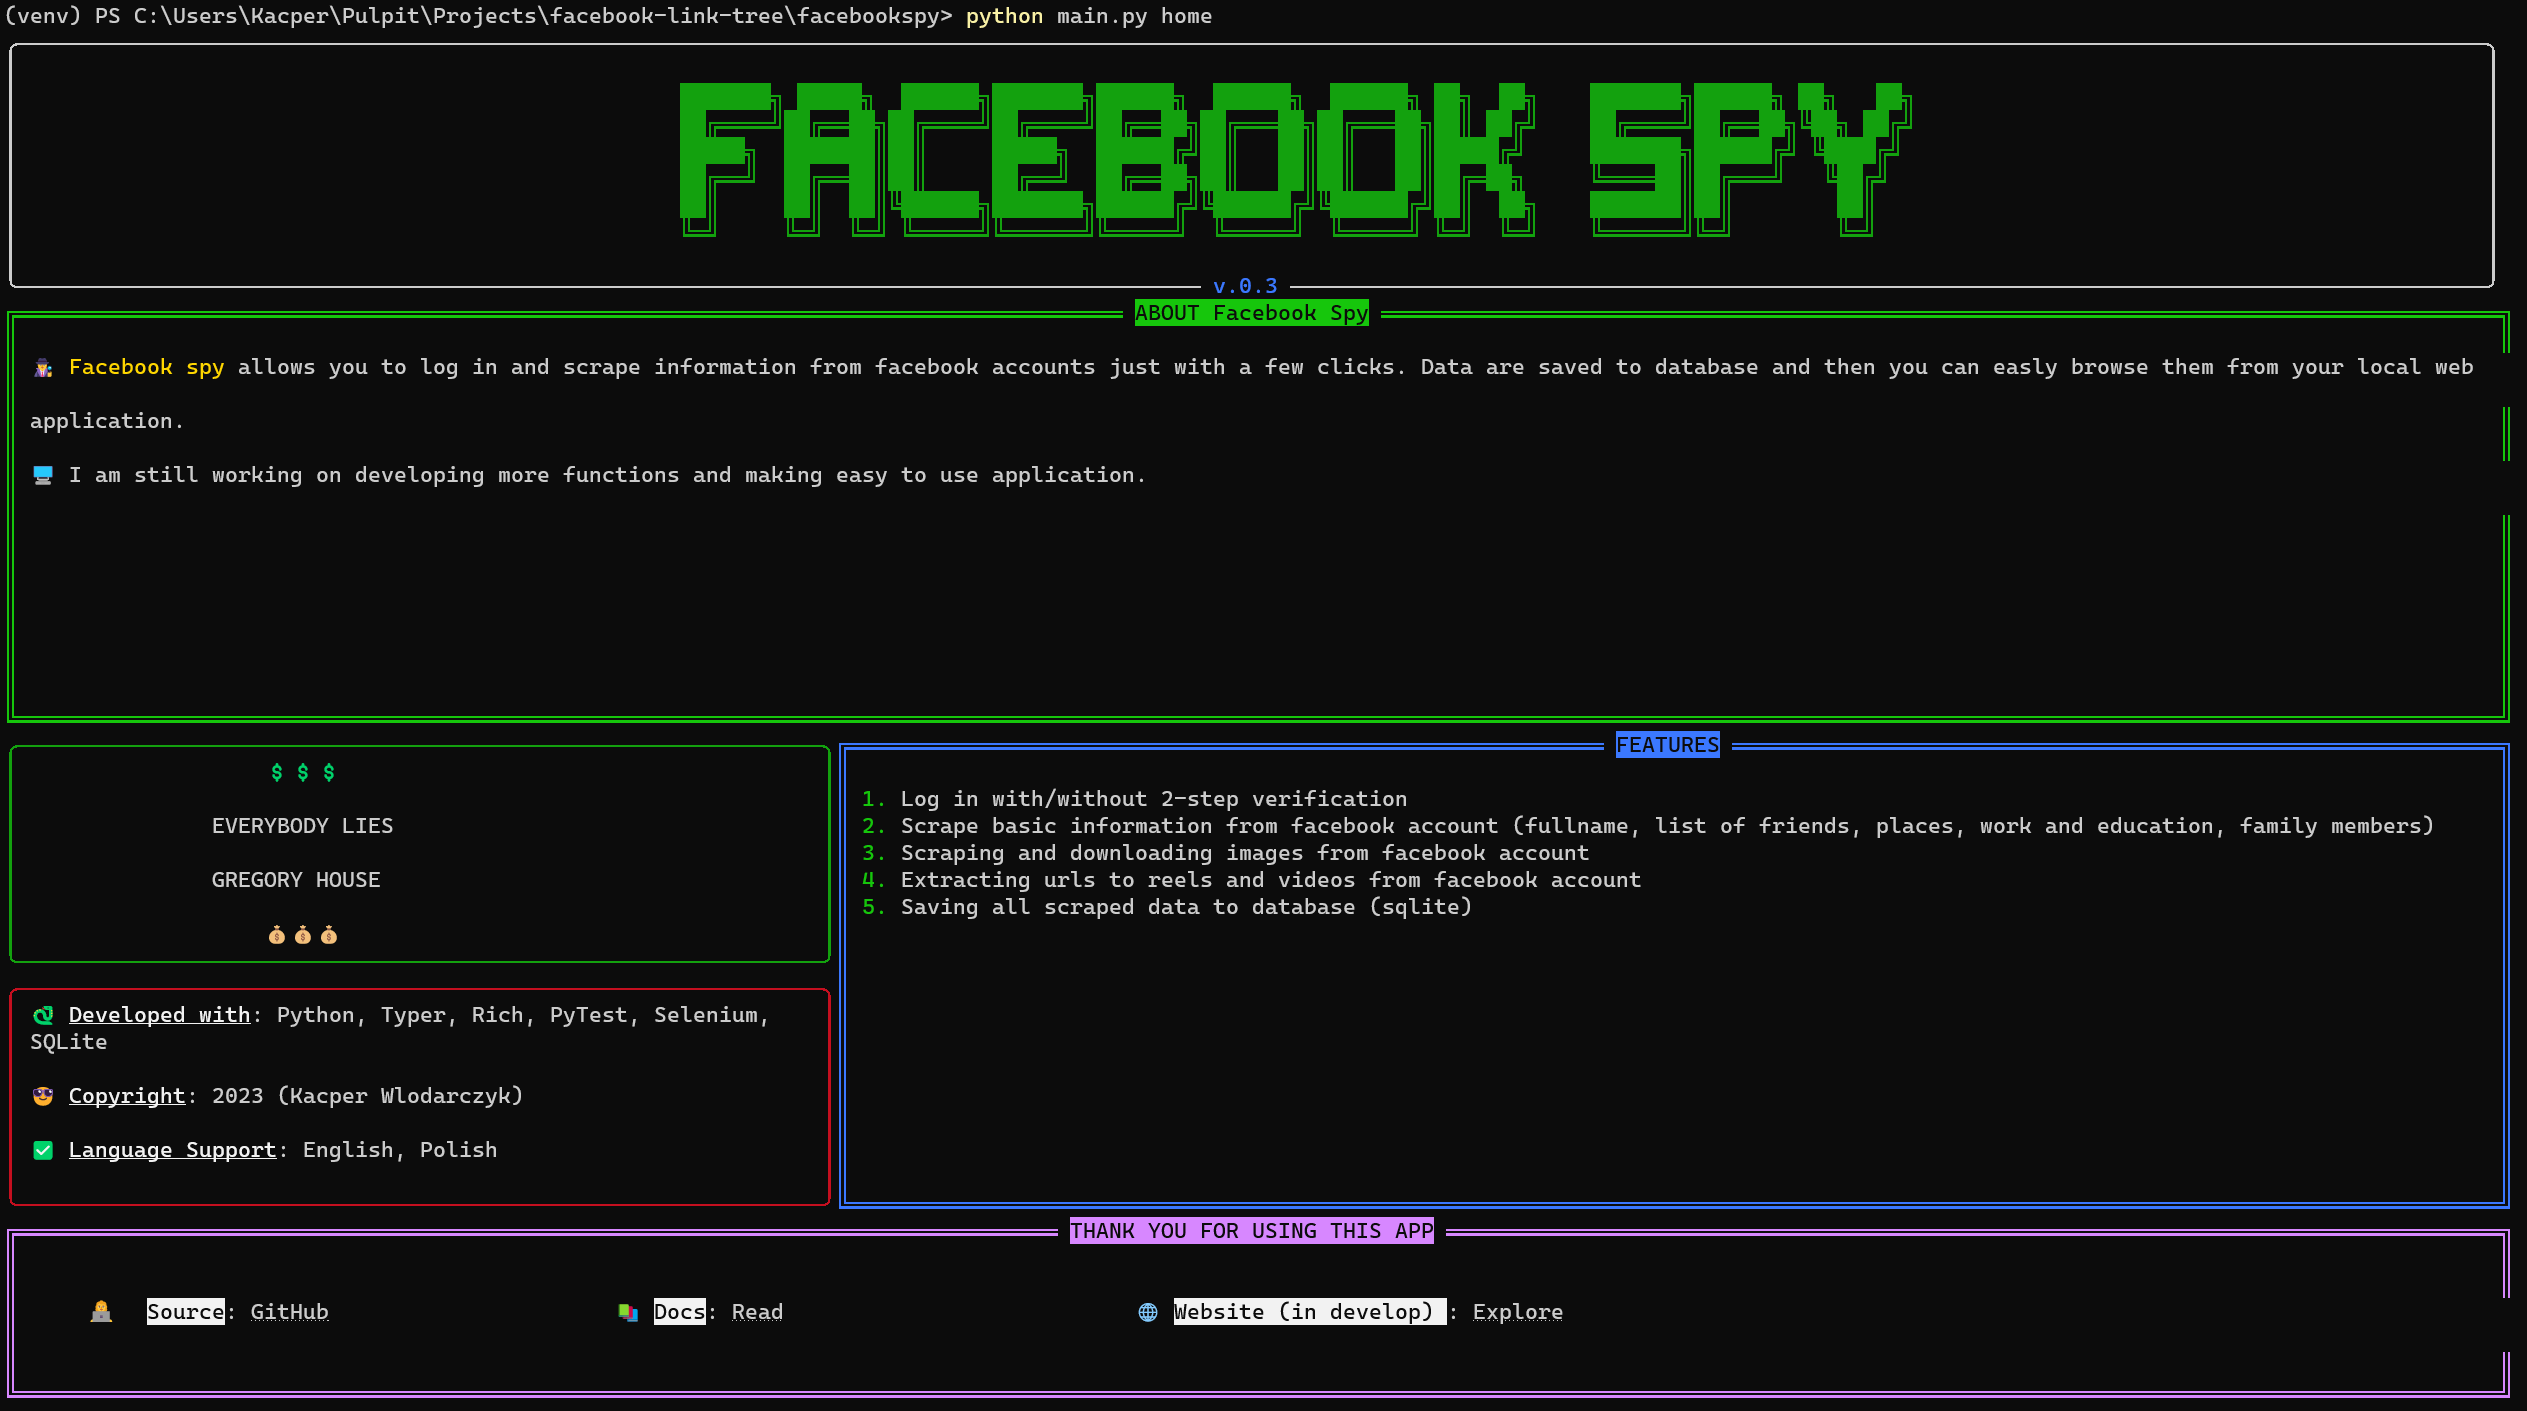 (venv) PS C:\Users\Kacper\Pulpit\Projects\facebook-link-tree\facebookspy> python main.py home
FACEBOOK SPY
v.0.3
ABOUT Facebook Spy
Facebook spy allows you to log in and scrape information from facebook accounts just with a few clicks. Data are saved to database and then you can easly browse them from your local web
application.
I am still working on developing more functions and making easy to use application.
$ $ $
EVERYBODY LIES
GREGORY HOUSE
Developed with: Python, Typer, Rich, PyTest, Selenium,
SQLite
Copyright: 2023 (Kacper Wlodarczyk)
Language Support: English, Polish
FEATURES
1. Log in with/without 2-step verification
2. Scrape basic information from facebook account (fullname, list of friends, places, work and education, family members)
3. Scraping and downloading images from facebook account
4. Extracting urls to reels and videos from facebook account
5. Saving all scraped data to database (sqlite)
THANK YOU FOR USING THIS APP
Source: GitHub
Docs: Read
Website (in develop) : Explore